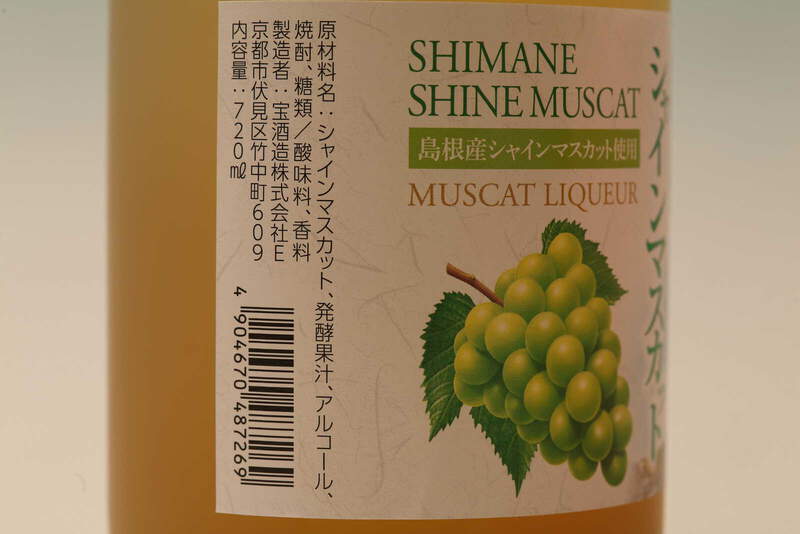 原材料名：シャインマスカット、発酵果汁、アルコール、
焼酎、糖類／酸味料、香料
製造者：宝酒造株式会社E
京都市伏見区竹中町609
内容量：720㎖
4 904670 487269
SHIMANE
SHINE MUSCAT
島根産シャインマスカット使用
MUSCAT LIQUEUR
シャインマスカット